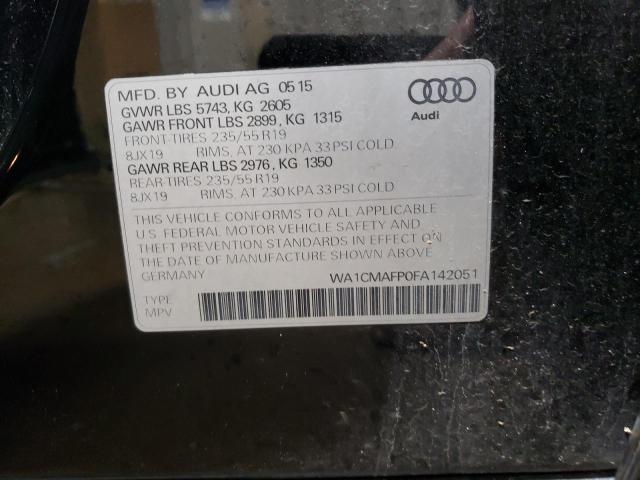 MFD. BY AUDI AG 05 15
GVWR LBS 5743, KG 2605
GAWR FRONT LBS 2899, KG 1315
FRONT-TIRES 235/55 R19
8JX19 RIMS, AT 230 KPA 33 PSI COLD
GAWR REAR LBS 2976, KG 1350
REAR-TIRES 235/55 R19
8JX19 RIMS, AT 230 KPA 33 PSI COLD
Audi
THIS VEHICLE CONFORMS TO ALL APPLICABLE
U.S. FEDERAL MOTOR VEHICLE SAFETY AND
THEFT PREVENTION STANDARDS IN EFFECT ON
THE DATE OF MANUFACTURE SHOWN ABOVE
GERMANY WA1CMAFP0FA142051
TYPE
MPV